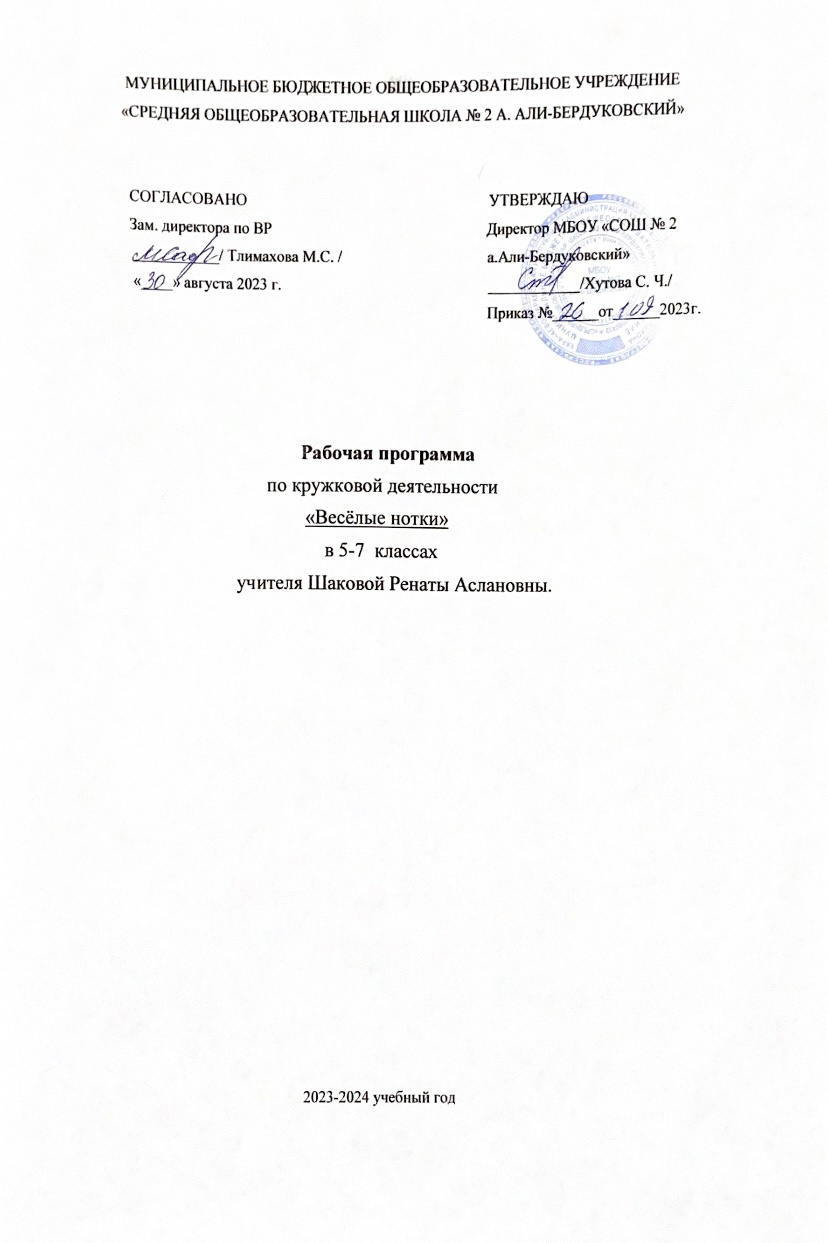 МУНИЦИПАЛЬНОЕ БЮДЖЕТНОЕ ОБЩЕОБРАЗОВАТЕЛЬНОЕ УЧРЕЖДЕНИЕ
«СРЕДНЯЯ ОБЩЕОБРАЗОВАТЕЛЬНАЯ ШКОЛА № 2 А. АЛИ-БЕРДУКОВСКИЙ»
СОГЛАСОВАНО
Зам. директора по ВР
/ Тлимахова М.С. /
«30» августа 2023 г.
УТВЕРЖДАЮ
Директор МБОУ «СОШ № 2
а.Али-Бердуковский»
/Хутова С. Ч./
Приказ № 26 от 2023г.
МБОУ
Рабочая программа
по кружковой деятельности
«Весёлые нотки»
в 5-7 классах
учителя Шаковой Ренаты Аслановны.
2023-2024 учебный год